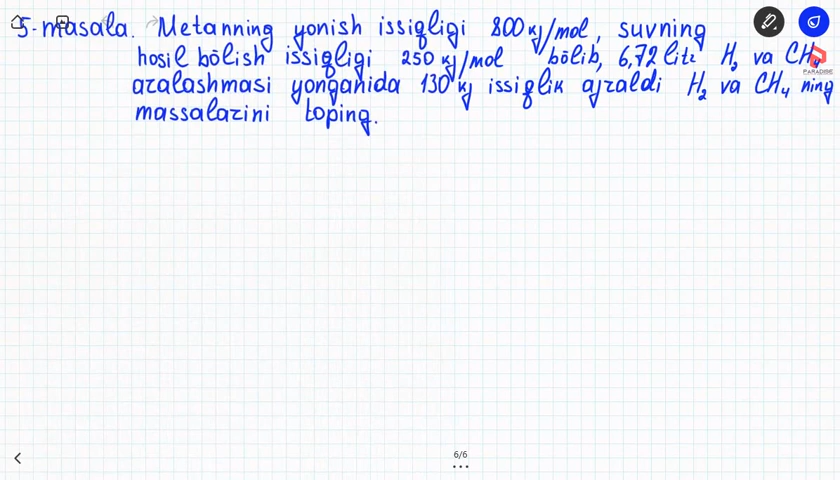 5-masala. Metanning yonish issiqligi 800 kj/mol, suvning
hosil bōlish issiqligi 250 kj/mol bōlib, 6,72 litr H₂ va CH₄
aralashmasi yonganida 130 kj issiqlik ajraldi H₂ va CH₄ ning
massalarini toping.
PARADISE
6/6